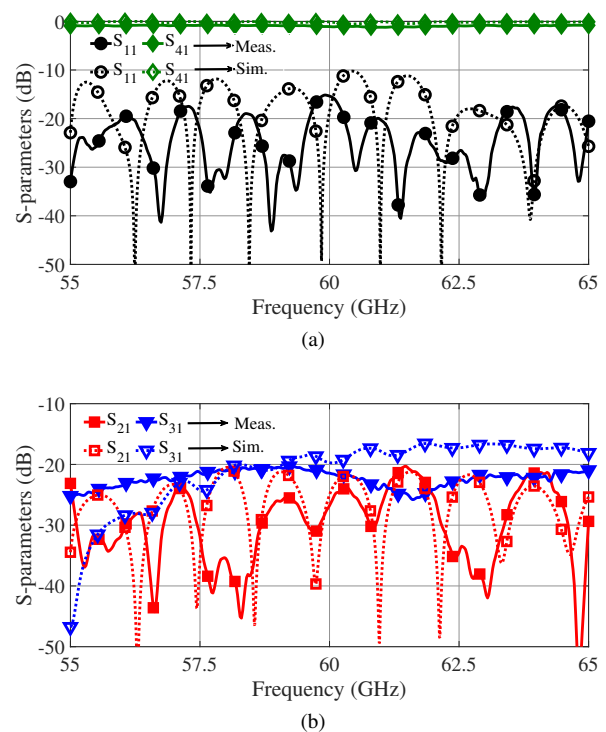 0
-10
-20
-30
-40
-50
S-parameters (dB)
S11 S41 Meas.
S11 S41 Sim.
55 57.5 60 62.5 65
Frequency (GHz)
(a)
-10
-20
-30
-40
-50
S-parameters (dB)
S21 S31 Meas.
S21 S31 Sim.
55 57.5 60 62.5 65
Frequency (GHz)
(b)